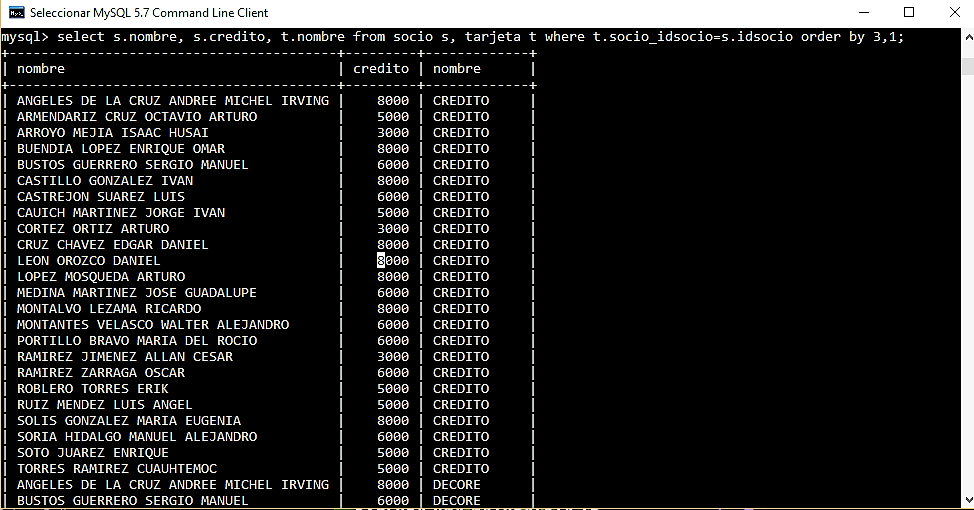 Seleccionar MySQL 5.7 Command Line Client
mysql> select s.nombre, s.credito, t.nombre from socio s, tarjeta t where t.socio_idsocio=s.idsocio order by 3,1;
+----------------------------------------+---------+-------------+
| nombre | credito | nombre |
+----------------------------------------+---------+-------------+
| ANGELES DE LA CRUZ ANDREE MICHEL IRVING | 8000 | CREDITO |
| ARMENDARIZ CRUZ OCTAVIO ARTURO | 5000 | CREDITO |
| ARROYO MEJIA ISAAC HUSAI | 3000 | CREDITO |
| BUENDIA LOPEZ ENRIQUE OMAR | 8000 | CREDITO |
| BUSTOS GUERRERO SERGIO MANUEL | 6000 | CREDITO |
| CASTILLO GONZALEZ IVAN | 8000 | CREDITO |
| CASTREJON SUAREZ LUIS | 6000 | CREDITO |
| CAUICH MARTINEZ JORGE IVAN | 5000 | CREDITO |
| CORTEZ ORTIZ ARTURO | 3000 | CREDITO |
| CRUZ CHAVEZ EDGAR DANIEL | 8000 | CREDITO |
| LEON OROZCO DANIEL | 8000 | CREDITO |
| LOPEZ MOSQUEDA ARTURO | 8000 | CREDITO |
| MEDINA MARTINEZ JOSE GUADALUPE | 6000 | CREDITO |
| MONTALVO LEZAMA RICARDO | 8000 | CREDITO |
| MONTANTES VELASCO WALTER ALEJANDRO | 6000 | CREDITO |
| PORTILLO BRAVO MARIA DEL ROCIO | 6000 | CREDITO |
| RAMIREZ JIMENEZ ALLAN CESAR | 3000 | CREDITO |
| RAMIREZ ZARRAGA OSCAR | 6000 | CREDITO |
| ROBLERO TORRES ERIK | 5000 | CREDITO |
| RUIZ MENDEZ LUIS ANGEL | 5000 | CREDITO |
| SOLIS GONZALEZ MARIA EUGENIA | 8000 | CREDITO |
| SORIA HIDALGO MANUEL ALEJANDRO | 6000 | CREDITO |
| SOTO JUAREZ ENRIQUE | 5000 | CREDITO |
| TORRES RAMIREZ CUAUHTEMOC | 5000 | CREDITO |
| ANGELES DE LA CRUZ ANDREE MICHEL IRVING | 8000 | DECORE |
| BUSTOS GUERRERO SERGIO MANUEL | 6000 | DECORE |